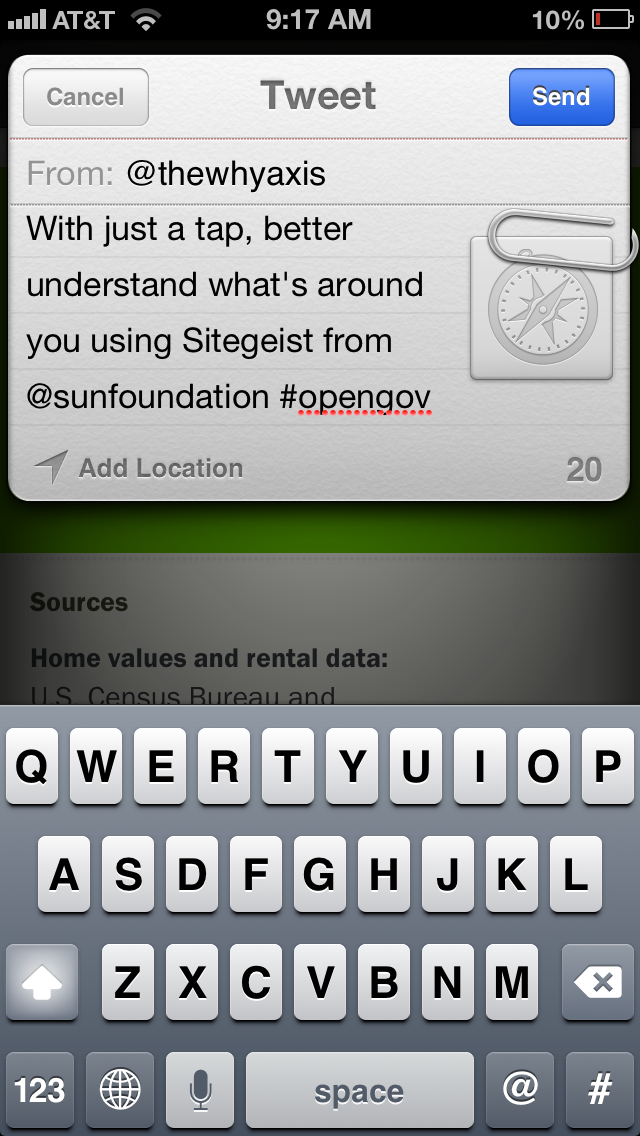 AT&T 9:17 AM 10%
Cancel Tweet Send
From: @thewhyaxis
With just a tap, better
understand what's around
you using Sitegeist from
@sunfoundation #opengov
Add Location 20
Sources
Home values and rental data:
U.S. Census Bureau and
Q W E R T Y U I O P
A S D F G H J K L
Z X C V B N M
123 space @ #